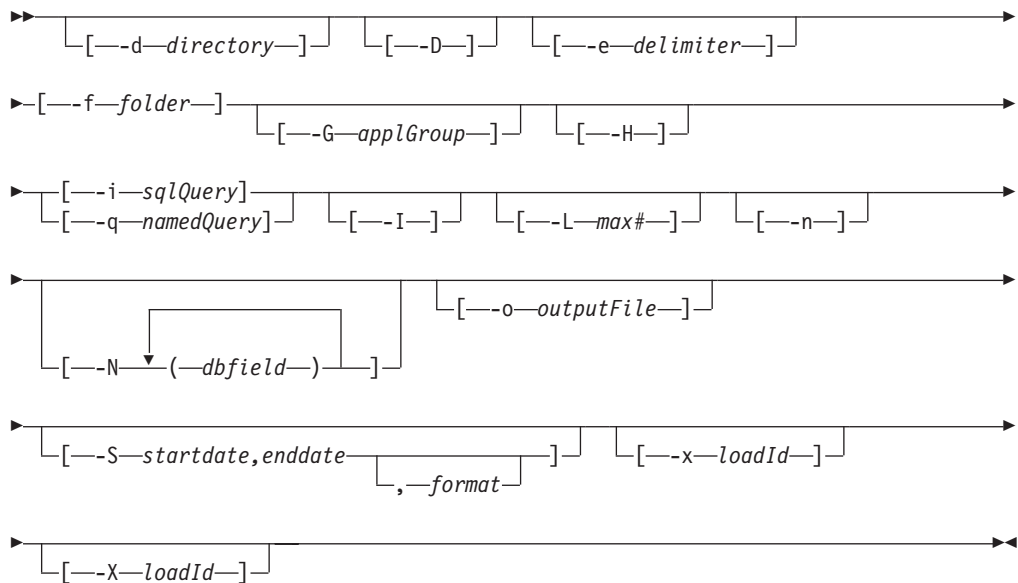 [ -d directory ] [ -D ] [ -e delimiter ]
[ -f folder ]
[ -G applGroup ] [ -H ]
[ -i sqlQuery]
[ -q namedQuery] [ -I ] [ -L max# ] [ -n ]
[ -o outputFile ]
[ -N ( dbfield ) ]
[ -S startdate,enddate ] [ -x loadId ]
, format
[ -X loadId ]